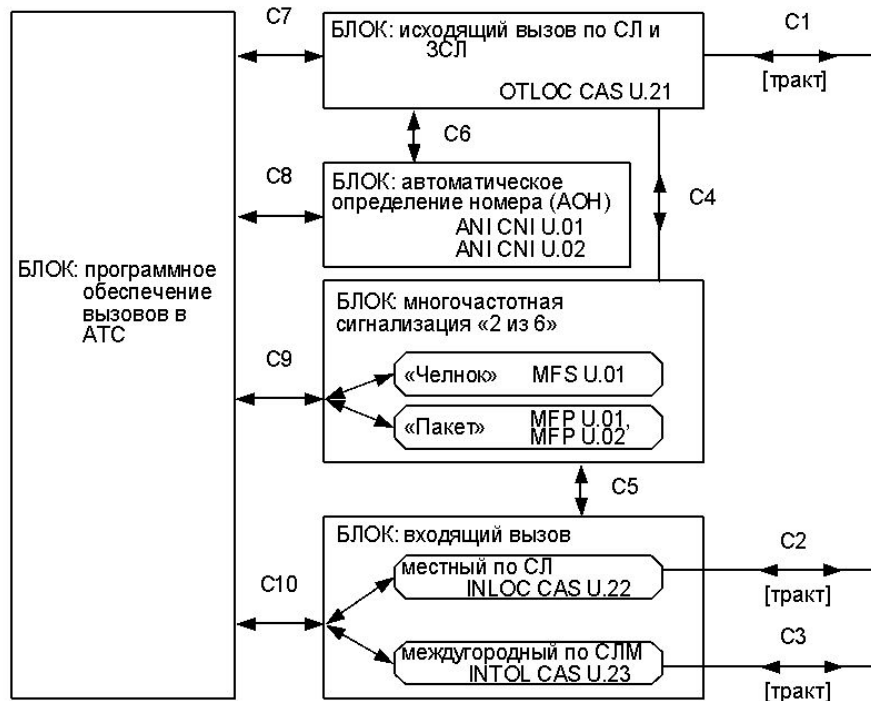 C7
БЛОК: исходящий вызов по СЛ и
ЗСЛ
OTLOC CAS U.21
C1
[тракт]
C6
C8
БЛОК: автоматическое
определение номера (АОН)
ANI CNI U.01
ANI CNI U.02
C4
БЛОК: программное
обеспечение
вызовов в
АТС
БЛОК: многочастотная
сигнализация «2 из 6»
C9
«Челнок» MFS U.01
«Пакет» MFP U.01,
MFP U.02
C5
БЛОК: входящий вызов
C10
местный по СЛ
INLOC CAS U.22
C2
[тракт]
междугородный по СЛМ
INTOL CAS U.23
C3
[тракт]